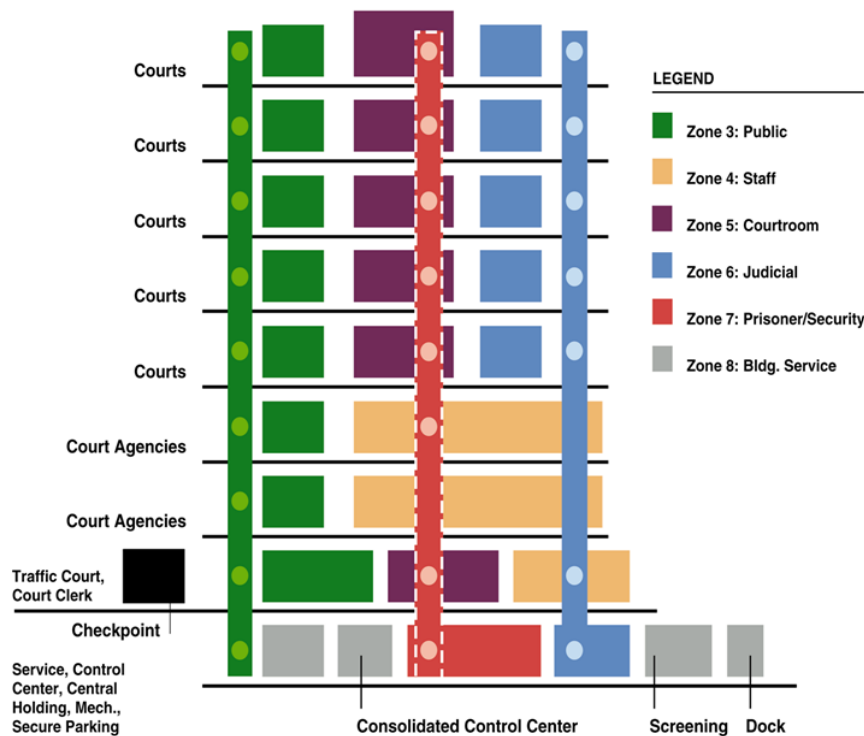 Courts
Courts
Courts
Courts
Courts
Court Agencies
Court Agencies
Traffic Court,
Court Clerk
Checkpoint
Service, Control
Center, Central
Holding, Mech.,
Secure Parking
Consolidated Control Center
Screening
Dock
LEGEND
Zone 3: Public
Zone 4: Staff
Zone 5: Courtroom
Zone 6: Judicial
Zone 7: Prisoner/Security
Zone 8: Bldg. Service